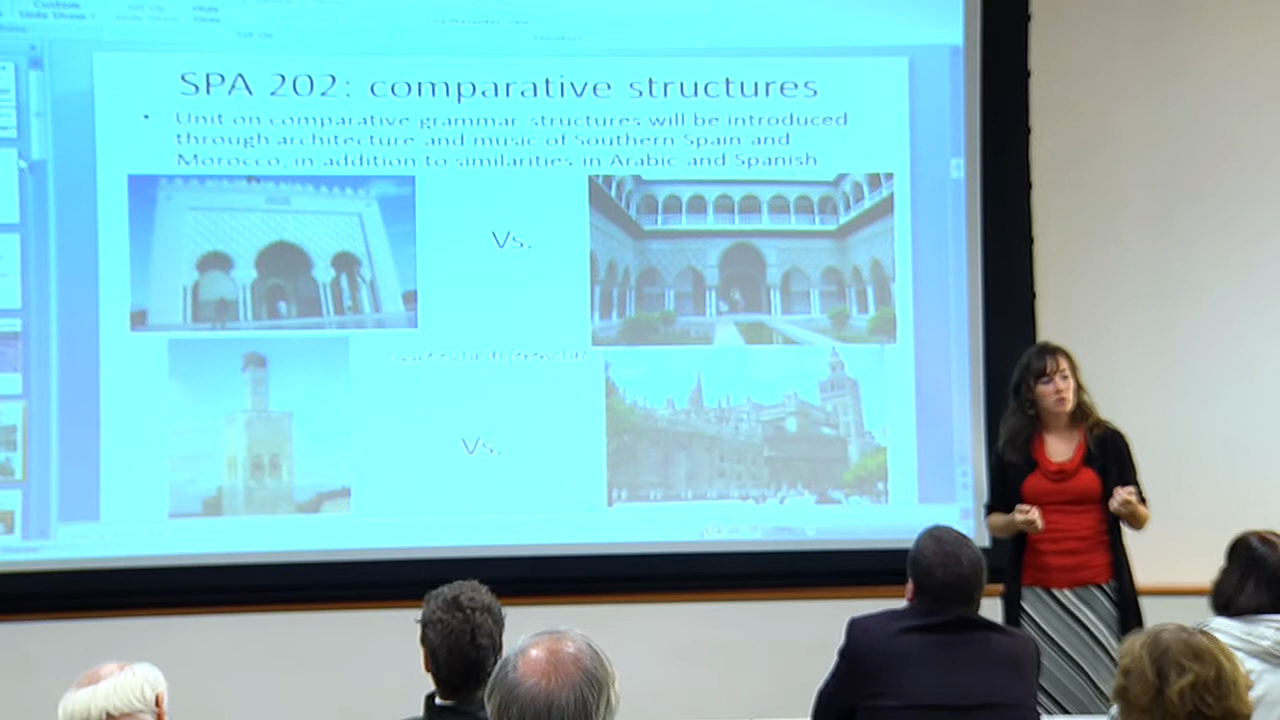 Custom
SPA 202: comparative structures
• Unit on comparative grammar structures will be introduced
through architecture and music of Southern Spain and
Morocco, in addition to similarities in Arabic and Spanish
Vs.
Vs.